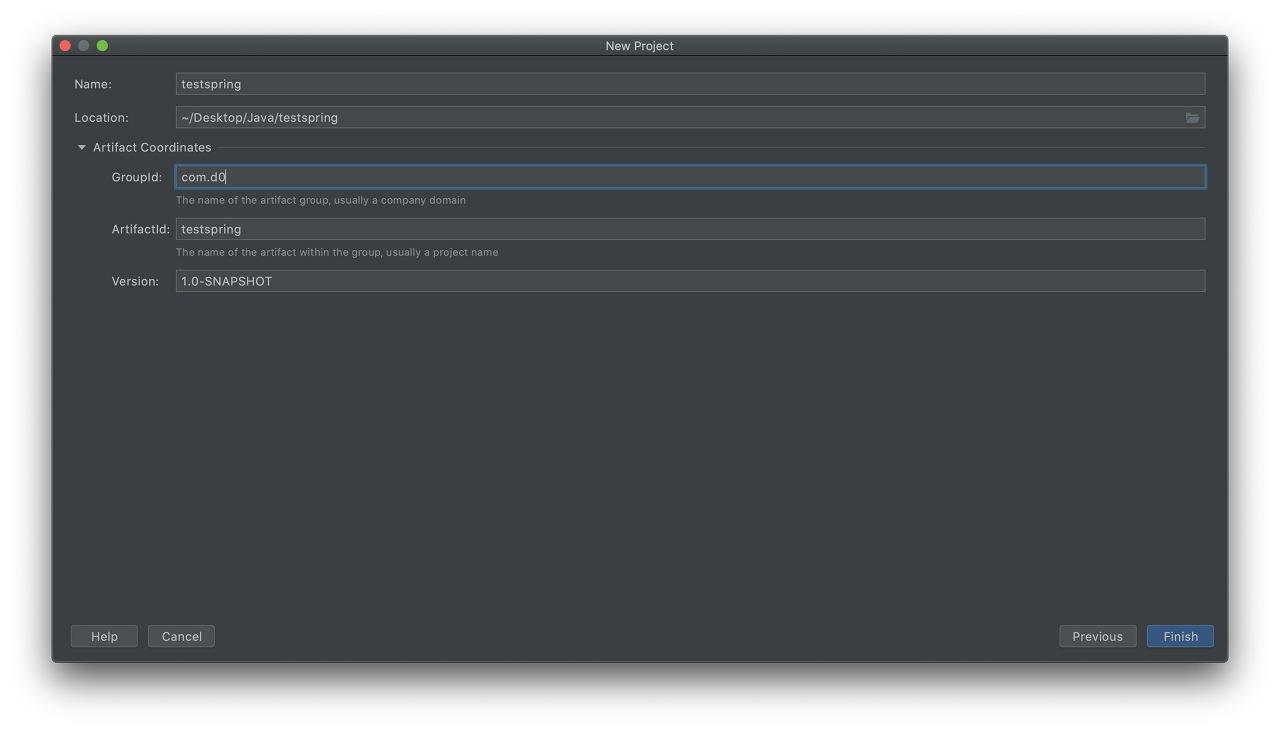 New Project
Name: testspring
Location: ~/Desktop/Java/testspring
Artifact Coordinates
GroupId: com.d0
The name of the artifact group, usually a company domain
ArtifactId: testspring
The name of the artifact within the group, usually a project name
Version: 1.0-SNAPSHOT
Help Cancel Previous Finish